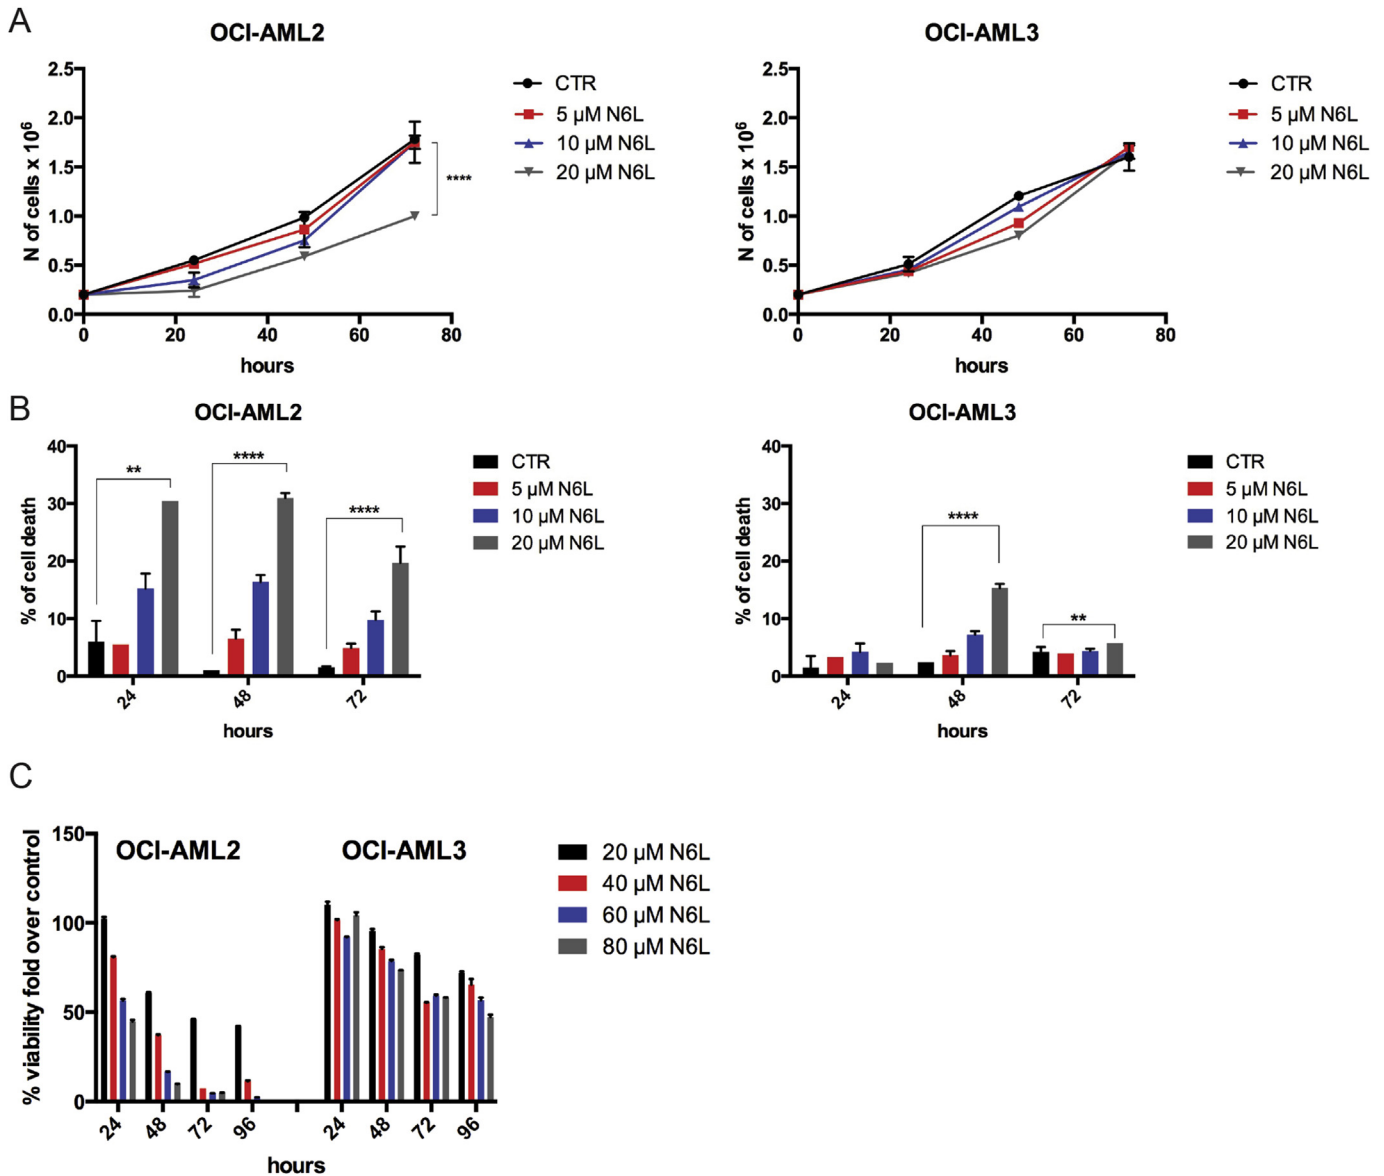 A
OCI-AML2
OCI-AML3
2.5
2.0
1.5
1.0
0.5
0.0
0 20 40 60 80
N of cells x 10⁶
hours
CTR
5 µM N6L
10 µM N6L
20 µM N6L
****
2.5
2.0
1.5
1.0
0.5
0.0
0 20 40 60 80
N of cells x 10⁶
hours
CTR
5 µM N6L
10 µM N6L
20 µM N6L
B
OCI-AML2
OCI-AML3
40
30
20
10
0
% of cell death
** **** ****
24 48 72
hours
CTR
5 µM N6L
10 µM N6L
20 µM N6L
40
30
20
10
0
% of cell death
**** **
24 48 72
hours
CTR
5 µM N6L
10 µM N6L
20 µM N6L
C
150
100
50
0
% viability fold over control
OCI-AML2 OCI-AML3
24 48 72 96 24 48 72 96
hours
20 µM N6L
40 µM N6L
60 µM N6L
80 µM N6L